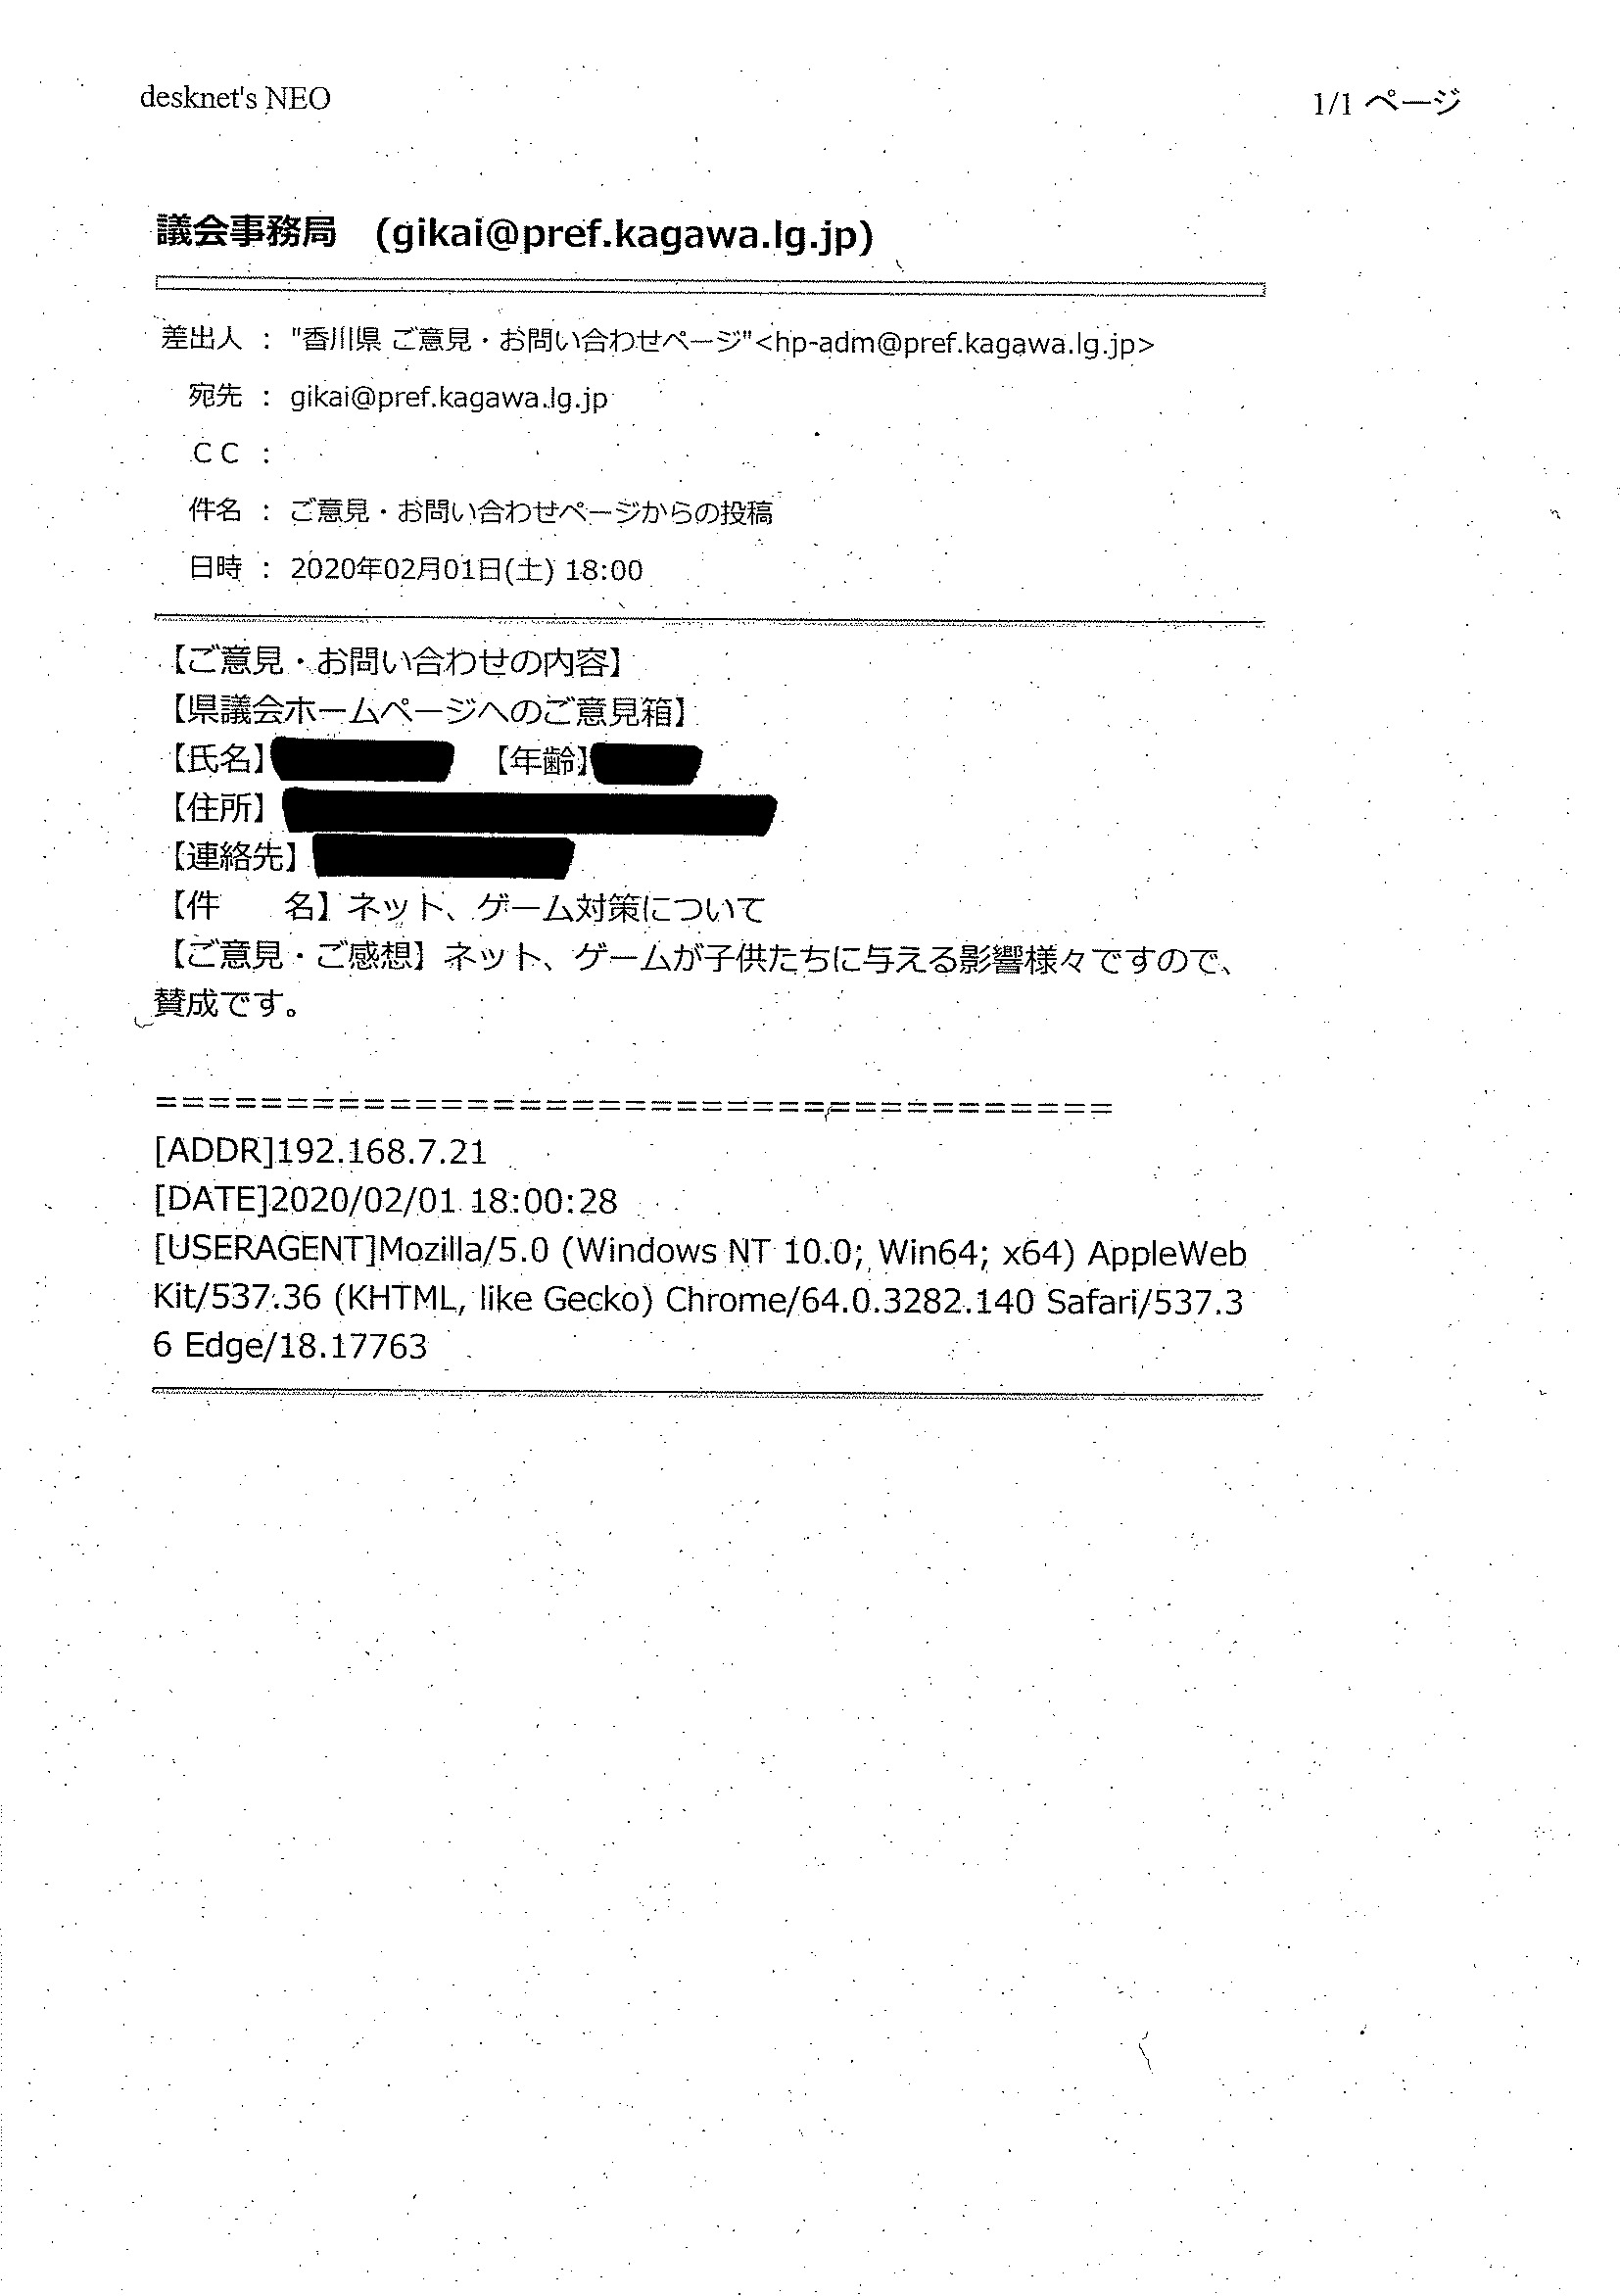 desknet's NEO
1/1 ページ
議会事務局 (gikai@pref.kagawa.lg.jp)
差出人 : "香川県 ご意見・お問い合わせページ"<hp-adm@pref.kagawa.lg.jp>
宛先 : gikai@pref.kagawa.lg.jp
CC :
件名 : ご意見・お問い合わせページからの投稿
日時 : 2020年02月01日(土) 18:00
【ご意見・お問い合わせの内容】
【県議会ホームページへのご意見箱】
【氏名】 【年齢】
【住所】
【連絡先】
【件　　名】ネット、ゲーム対策について
【ご意見・ご感想】ネット、ゲームが子供たちに与える影響様々ですので、
賛成です。
=====================================
[ADDR]192.168.7.21
[DATE]2020/02/01 18:00:28
[USERAGENT]Mozilla/5.0 (Windows NT 10.0; Win64; x64) AppleWeb
Kit/537.36 (KHTML, like Gecko) Chrome/64.0.3282.140 Safari/537.3
6 Edge/18.17763